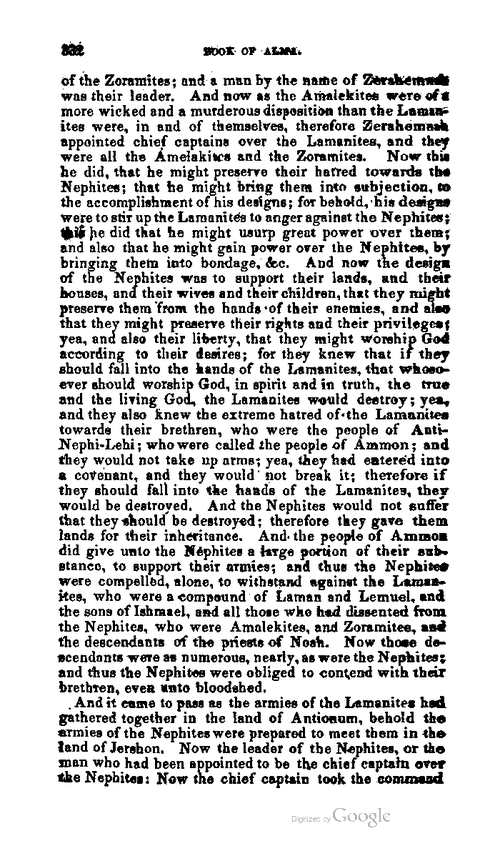 332 BOOK OF ALMA.
of the Zoramites; and a man by the name of Zerahemnah
was their leader. And now as the Amalekites were of a
more wicked and a murderous disposition than the Laman-
ites were, in and of themselves, therefore Zerahemnah
appointed chief captains over the Lamanites, and they
were all the Amelakites and the Zoramites. Now this
he did, that he might preserve their hatred towards the
Nephites; that he might bring them into subjection, to
the accomplishment of his designs; for behold, his designs
were to stir up the Lamanites to anger against the Nephites;
this he did that he might usurp great power over them;
and also that he might gain power over the Nephites, by
bringing them into bondage, &c. And now the design
of the Nephites was to support their lands, and their
houses, and their wives and their children, that they might
preserve them from the hands of their enemies, and also
that they might preserve their rights and their privileges;
yea, and also their liberty, that they might worship God
according to their desires; for they knew that if they
should fall into the hands of the Lamanites, that whoso-
ever should worship God, in spirit and in truth, the true
and the living God, the Lamanites would destroy; yea,
and they also knew the extreme hatred of the Lamanites
towards their brethren, who were the people of Anti-
Nephi-Lehi; who were called the people of Ammon; and
they would not take up arms; yea, they had entered into
a covenant, and they would not break it; therefore if
they should fall into the hands of the Lamanites, they
would be destroyed. And the Nephites would not suffer
that they should be destroyed; therefore they gave them
lands for their inheritance. And the people of Ammon
did give unto the Nephites a large portion of their sub-
stance, to support their armies; and thus the Nephites
were compelled, alone, to withstand against the Laman-
ites, who were a compound of Laman and Lemuel, and
the sons of Ishmael, and all those who had dissented from
the Nephites, who were Amalekites, and Zoramites, and
the descendants of the priests of Noah. Now those de-
scendants were as numerous, nearly, as were the Nephites;
and thus the Nephites were obliged to contend with their
brethren, even unto bloodshed.
And it came to pass as the armies of the Lamanites had
gathered together in the land of Antionum, behold the
armies of the Nephites were prepared to meet them in the
land of Jershon. Now the leader of the Nephites, or the
man who had been appointed to be the chief captain over
the Nephites: Now the chief captain took the command
Digitized by Google